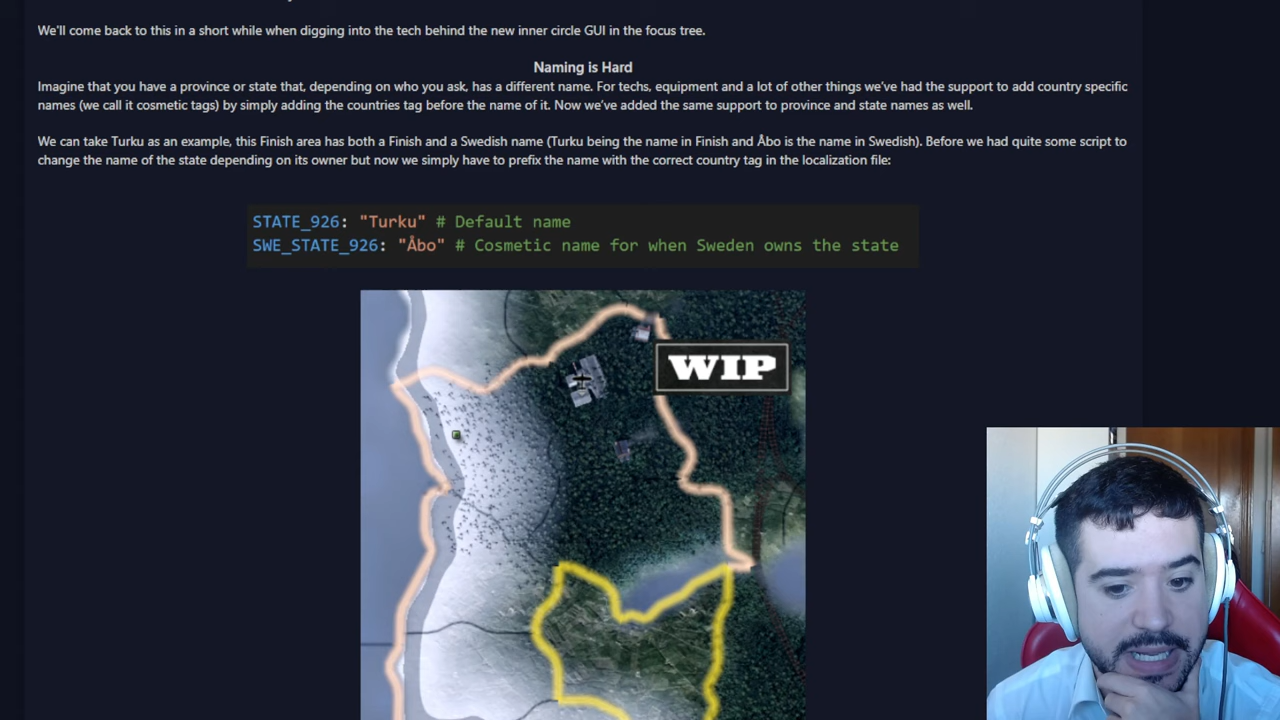 We'll come back to this in a short while when digging into the tech behind the new inner circle GUI in the focus tree.
Naming is Hard
Imagine that you have a province or state that, depending on who you ask, has a different name. For techs, equipment and a lot of other things we've had the support to add country specific
names (we call it cosmetic tags) by simply adding the countries tag before the name of it. Now we've added the same support to province and state names as well.
We can take Turku as an example, this Finish area has both a Finish and a Swedish name (Turku being the name in Finish and Åbo is the name in Swedish). Before we had quite some script to
change the name of the state depending on its owner but now we simply have to prefix the name with the correct country tag in the localization file:
STATE_926: "Turku" # Default name
SWE_STATE_926: "Åbo" # Cosmetic name for when Sweden owns the state
WIP